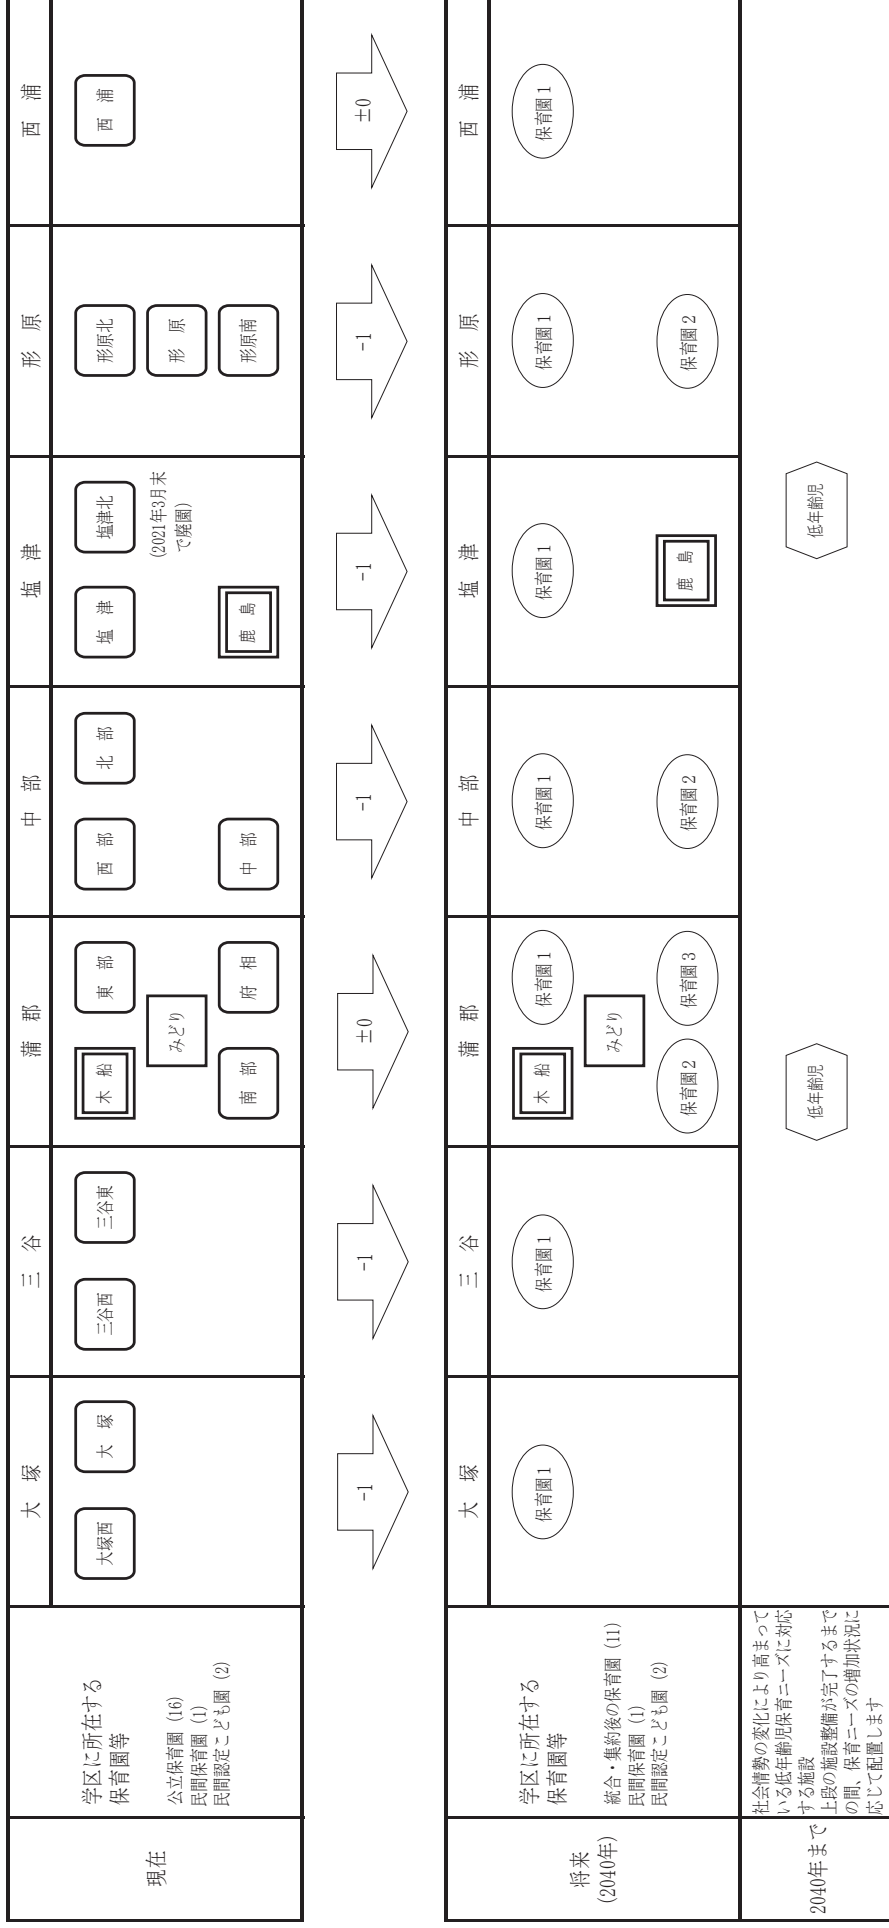 大塚
三谷
蒲郡
中部
塩津
形原
西浦
現在
学区に所在する
保育園等
公立保育園 (16)
民間保育園 (1)
民間認定こども園 (2)
大塚西
大塚
三谷西
三谷東
木船
東部
みどり
南部
府相
西部
北部
中部
塩津
塩津北
(2021年3月末
で廃園)
鹿島
形原北
形原
形原南
西浦
-1
-1
±0
-1
-1
-1
±0
大塚
三谷
蒲郡
中部
塩津
形原
西浦
将来
(2040年)
学区に所在する
保育園等
統合・集約後の保育園 (11)
民間保育園 (1)
民間認定こども園 (2)
保育園1
保育園1
木船
保育園1
みどり
保育園2
保育園3
保育園1
保育園2
保育園1
鹿島
保育園1
保育園2
保育園1
2040年まで
社会情勢の変化により高まって
いる低年齢児保育ニーズに対応
する施設
上段の施設整備が完了するまで
の間、保育ニーズの増加状況に
応じて配置します
低年齢児
低年齢児